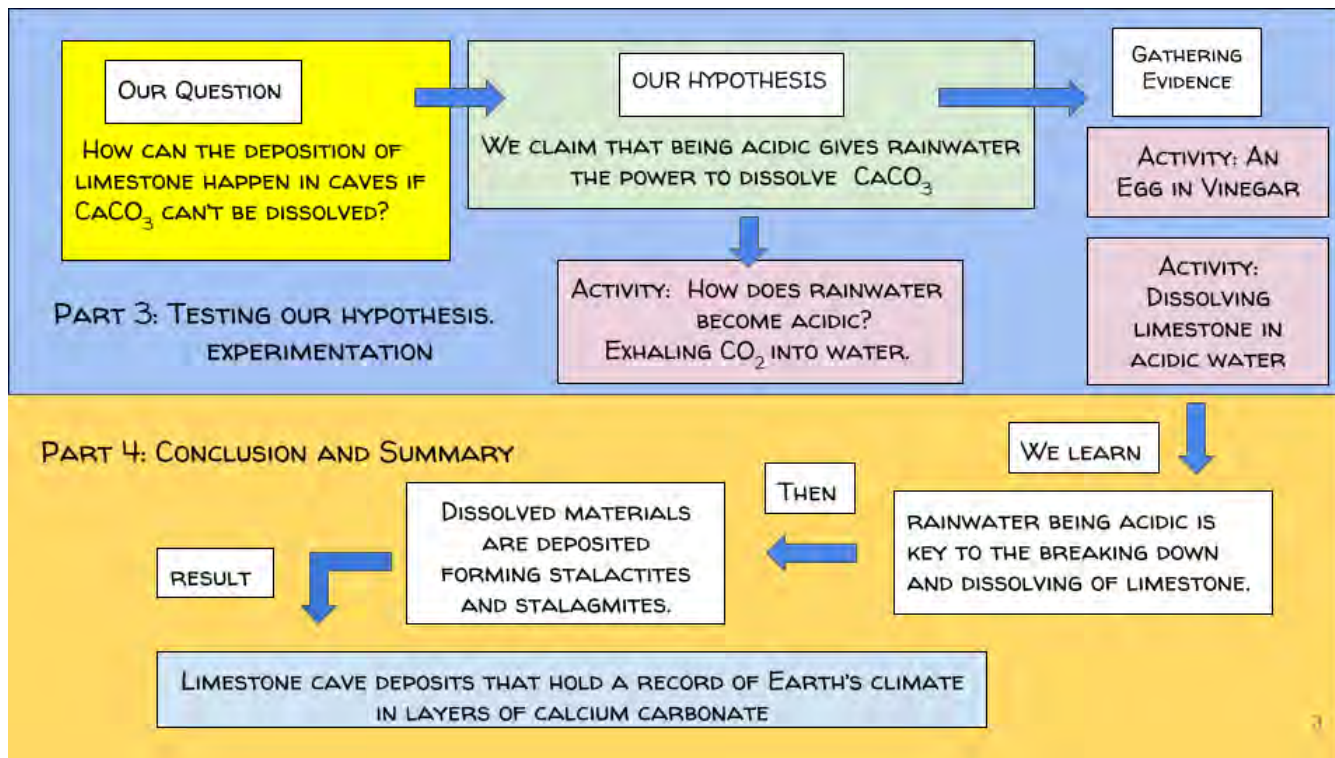 OUR QUESTION
HOW CAN THE DEPOSITION OF
LIMESTONE HAPPEN IN CAVES IF
CACO₃ CAN'T BE DISSOLVED?
OUR HYPOTHESIS
WE CLAIM THAT BEING ACIDIC GIVES RAINWATER
THE POWER TO DISSOLVE CACO₃
GATHERING
EVIDENCE
ACTIVITY: AN
EGG IN VINEGAR
ACTIVITY:
DISSOLVING
LIMESTONE IN
ACIDIC WATER
ACTIVITY: HOW DOES RAINWATER
BECOME ACIDIC?
EXHALING CO₂ INTO WATER.
PART 3: TESTING OUR HYPOTHESIS.
EXPERIMENTATION
PART 4: CONCLUSION AND SUMMARY
WE LEARN
RAINWATER BEING ACIDIC IS
KEY TO THE BREAKING DOWN
AND DISSOLVING OF LIMESTONE.
THEN
DISSOLVED MATERIALS
ARE DEPOSITED
FORMING STALACTITES
AND STALAGMITES.
RESULT
LIMESTONE CAVE DEPOSITS THAT HOLD A RECORD OF EARTH'S CLIMATE
IN LAYERS OF CALCIUM CARBONATE
3